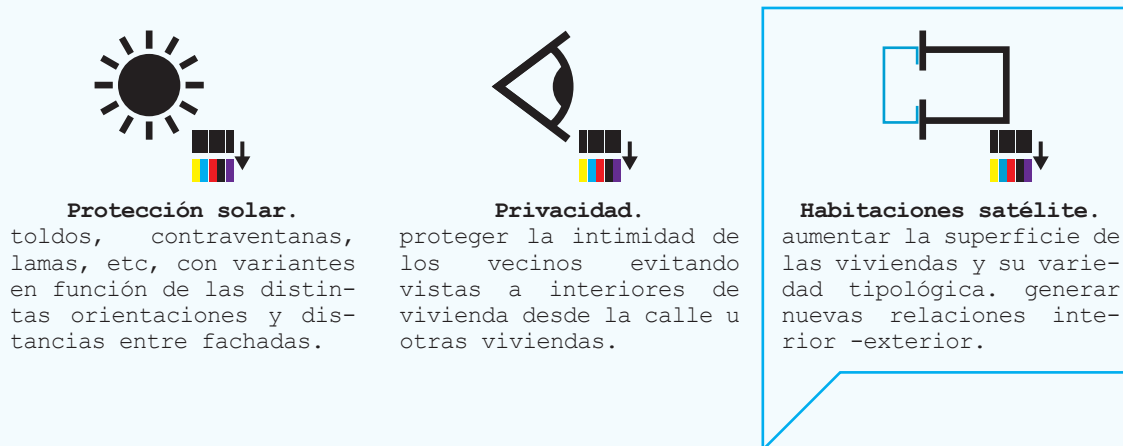 Protección solar.
toldos, contraventanas,
lamas, etc, con variantes
en función de las distin-
tas orientaciones y dis-
tancias entre fachadas.
Privacidad.
proteger la intimidad de
los vecinos evitando
vistas a interiores de
vivienda desde la calle u
otras viviendas.
Habitaciones satélite.
aumentar la superficie de
las viviendas y su varie-
dad tipológica. generar
nuevas relaciones inte-
rior -exterior.